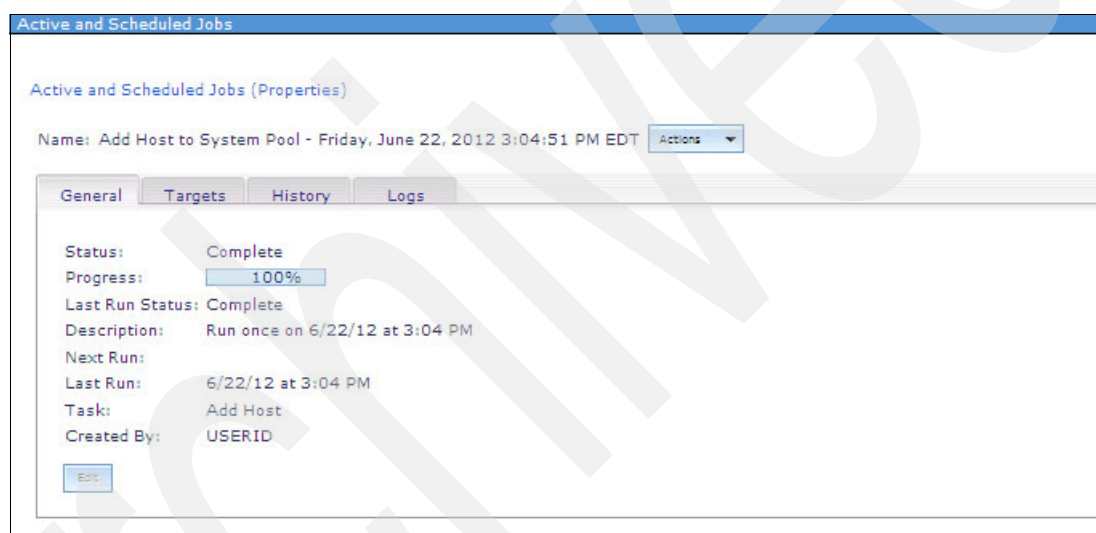 Active and Scheduled Jobs
Active and Scheduled Jobs (Properties)
Name: Add Host to System Pool - Friday, June 22, 2012 3:04:51 PM EDT Actions
General Targets History Logs
Status: Complete
Progress: 100%
Last Run Status: Complete
Description: Run once on 6/22/12 at 3:04 PM
Next Run:
Last Run: 6/22/12 at 3:04 PM
Task: Add Host
Created By: USERID
Edit